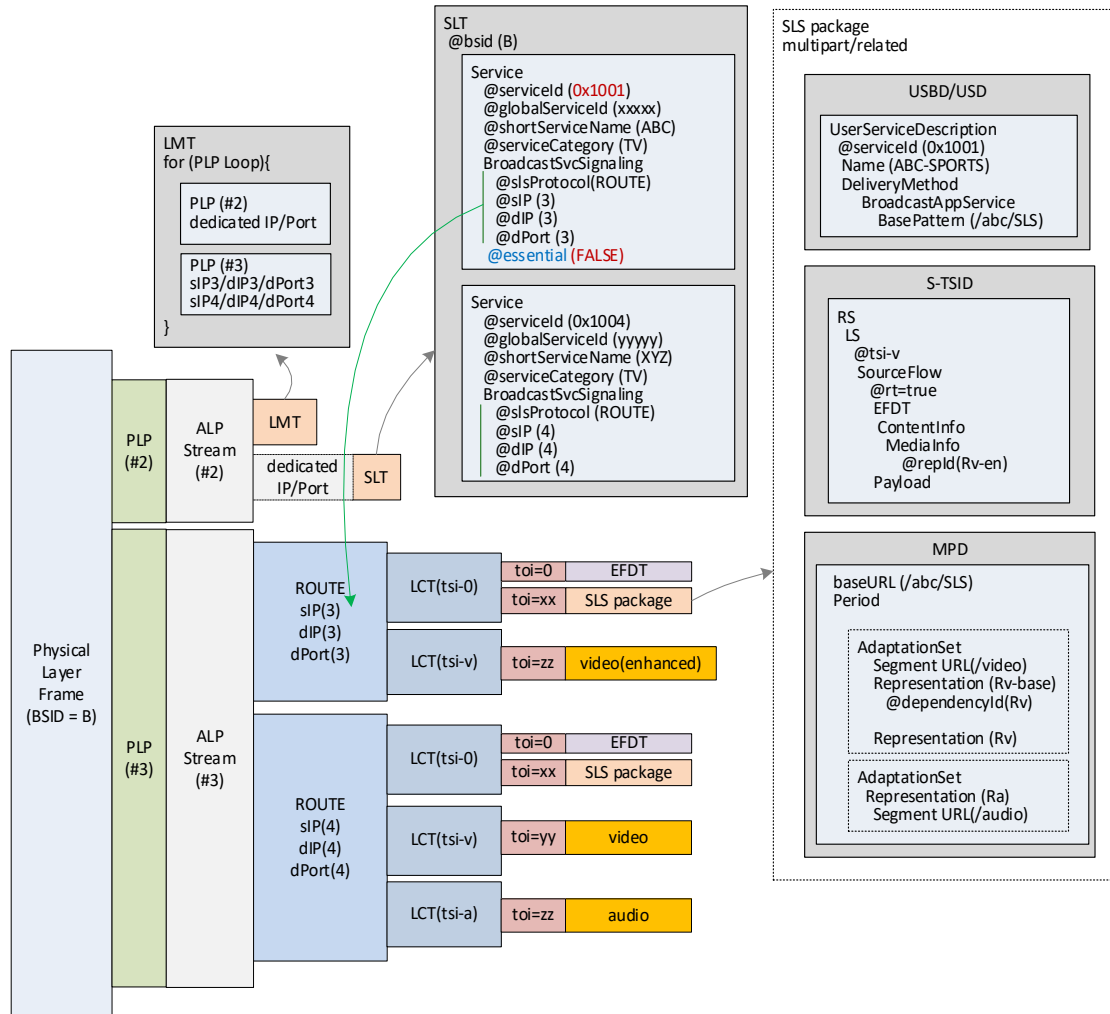 SLT
@bsid (B)
Service
@serviceId (0x1001)
@globalServiceId (xxxxx)
@shortServiceName (ABC)
@serviceCategory (TV)
BroadcastSvcSignaling
@slsProtocol(ROUTE)
@sIP (3)
@dIP (3)
@dPort (3)
@essential (FALSE)
Service
@serviceId (0x1004)
@globalServiceId (yyyyy)
@shortServiceName (XYZ)
@serviceCategory (TV)
BroadcastSvcSignaling
@slsProtocol (ROUTE)
@sIP (4)
@dIP (4)
@dPort (4)
SLS package
multipart/related
USBD/USD
UserServiceDescription
@serviceId (0x1001)
Name (ABC-SPORTS)
DeliveryMethod
BroadcastAppService
BasePattern (/abc/SLS)
S-TSID
RS
LS
@tsi-v
SourceFlow
@rt=true
EFDT
ContentInfo
MediaInfo
@repId(Rv-en)
Payload
MPD
baseURL (/abc/SLS)
Period
AdaptationSet
Segment URL(/video)
Representation (Rv-base)
@dependencyId(Rv)
Representation (Rv)
AdaptationSet
Representation (Ra)
Segment URL(/audio)
LMT
for (PLP Loop){
PLP (#2)
dedicated IP/Port
PLP (#3)
sIP3/dIP3/dPort3
sIP4/dIP4/dPort4
}
Physical
Layer
Frame
(BSID = B)
PLP
(#2)
ALP
Stream
(#2)
LMT
dedicated
IP/Port
SLT
PLP
(#3)
ALP
Stream
(#3)
ROUTE
sIP(3)
dIP(3)
dPort(3)
LCT(tsi-0)
toi=0
EFDT
toi=xx
SLS package
LCT(tsi-v)
toi=zz
video(enhanced)
ROUTE
sIP(4)
dIP(4)
dPort(4)
LCT(tsi-0)
toi=0
EFDT
toi=xx
SLS package
LCT(tsi-v)
toi=yy
video
LCT(tsi-a)
toi=zz
audio